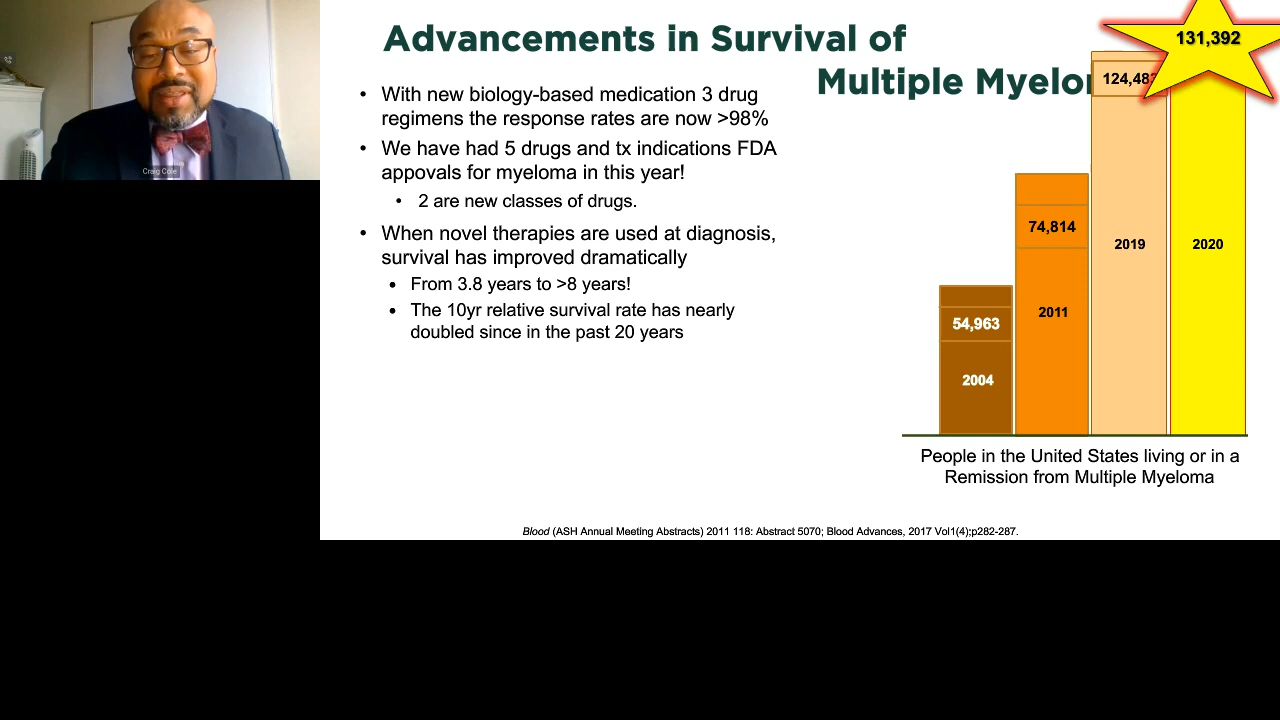 Advancements in Survival of
Multiple
131,392
With new biology-based medication 3 drug
regimens the response rates are now >98%
We have had 5 drugs and tx indications FDA
appovals for myeloma in this year!
2 are new classes of drugs.
When novel therapies are used at diagnosis,
survival has improved dramatically
From 3.8 years to >8 years!
The 10yr relative survival rate has nearly
doubled since in the past 20 years
54,963
2004
74,814
2011
2019
2020
People in the United States living or in a
Remission from Multiple Myeloma
Blood (ASH Annual Meeting Abstracts) 2011 118: Abstract 5070; Blood Advances, 2017 Vol1(4);p282-287.
Craig Cole